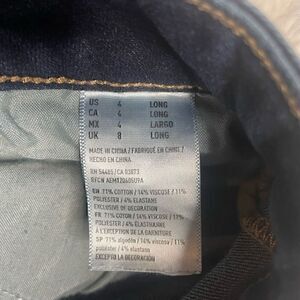 US 4 LONG
CA 4 LONG
MX 4 LARGO
UK 8 LONG
MADE IN CHINA / FABRIQUÉ EN CHINE /
HECHO EN CHINA
RN 54485/ CA 03873
EN 71% COTTON / 14% VISCOSE / 11%
POLYESTER / 4% ELASTANE
EXCLUSIVE OF DECORATION
FR 71% COTON / 14% VISCOSE / 11%
POLYESTER / 4% ÉLASTHANNE
À L'EXCEPTION DE LA GARNITURE
SP 71% algodón / 14% viscosa / 11%
poliéster / 4% elastano
EXCEPTO LA DECORACIÓN